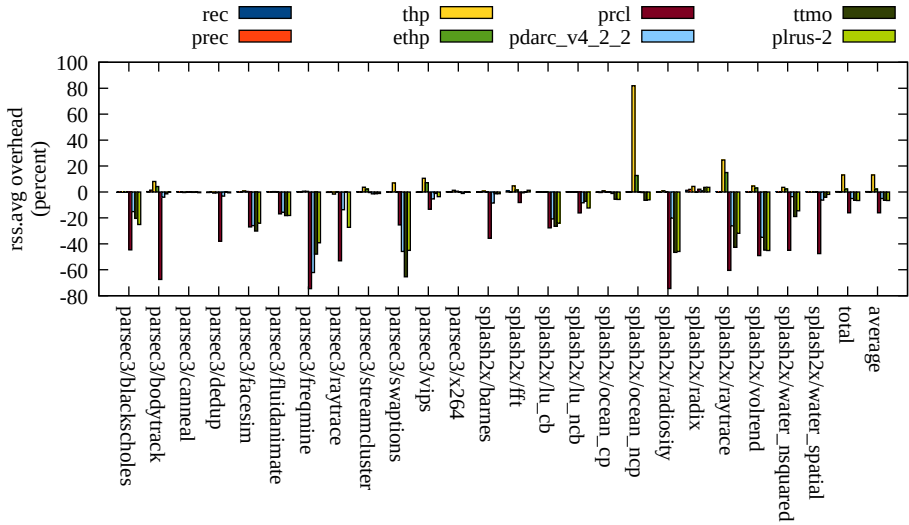 rec thp prcl ttmo
prec ethp pdarc_v4_2_2 plrus-2
100
80
60
40
20
0
-20
-40
-60
-80
rss.avg overhead
(percent)
parsec3/blackscholes
parsec3/bodytrack
parsec3/canneal
parsec3/dedup
parsec3/facesim
parsec3/fluidanimate
parsec3/freqmine
parsec3/raytrace
parsec3/streamcluster
parsec3/swaptions
parsec3/vips
parsec3/x264
splash2x/barnes
splash2x/fft
splash2x/lu_cb
splash2x/lu_ncb
splash2x/ocean_cp
splash2x/ocean_ncp
splash2x/radiosity
splash2x/radix
splash2x/raytrace
splash2x/volrend
splash2x/water_nsquared
splash2x/water_spatial
total
average